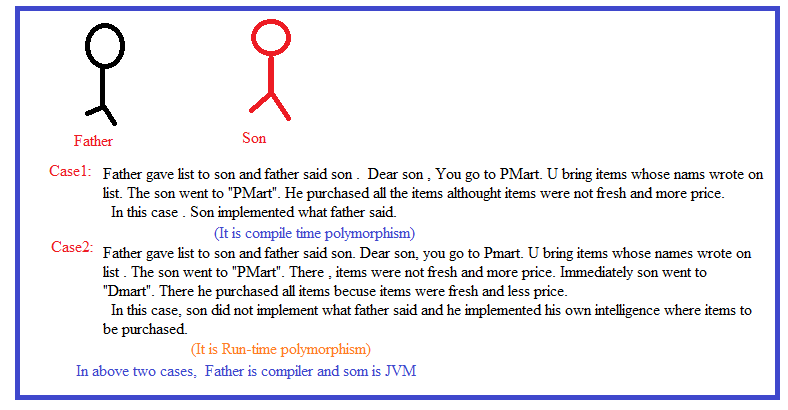 Father
Son
Case1:
Father gave list to son and father said son . Dear son , You go to PMart. U bring items whose nams wrote on
list. The son went to "PMart". He purchased all the items althought items were not fresh and more price.
In this case . Son implemented what father said.
(It is compile time polymorphism)
Case2:
Father gave list to son and father said son. Dear son, you go to Pmart. U bring items whose names wrote on
list . The son went to "PMart". There , items were not fresh and more price. Immediately son went to
"Dmart". There he purchased all items becuse items were fresh and less price.
In this case, son did not implement what father said and he implemented his own intelligence where items to
be purchased.
(It is Run-time polymorphism)
In above two cases, Father is compiler and som is JVM